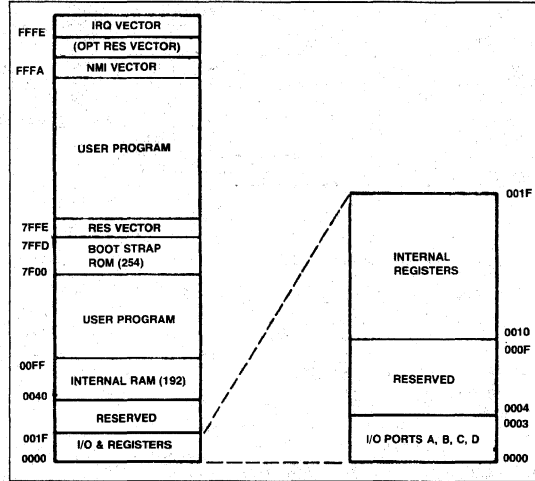 FFFE
IRQ VECTOR
(OPT RES VECTOR)
FFFA
NMI VECTOR
USER PROGRAM
7FFE
RES VECTOR
7FFD
BOOT STRAP
ROM (254)
7F00
USER PROGRAM
00FF
INTERNAL RAM (192)
0040
RESERVED
001F
I/O & REGISTERS
0000
001F
INTERNAL
REGISTERS
0010
000F
RESERVED
0004
0003
I/O PORTS A, B, C, D
0000